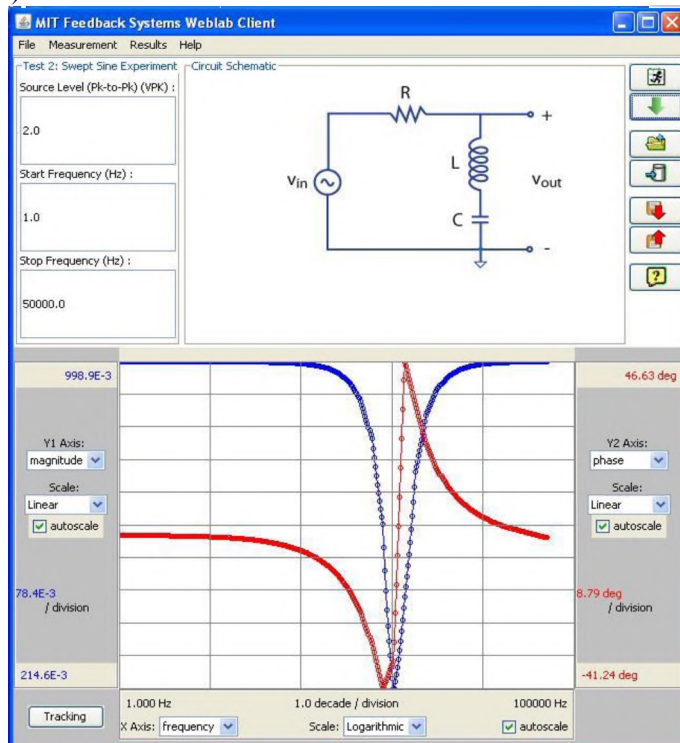 MIT Feedback Systems Weblab Client
File Measurement Results Help
Test 2: Swept Sine Experiment
Source Level (Pk-to-Pk) (VPK) :
2.0
Start Frequency (Hz) :
1.0
Stop Frequency (Hz) :
50000.0
Circuit Schematic
R
+
L
Vin
Vout
C
-
?
998.9E-3
Y1 Axis:
magnitude
Scale:
Linear
autoscale
78.4E-3
/ division
214.6E-3
46.63 deg
Y2 Axis:
phase
Scale:
Linear
autoscale
8.79 deg
/ division
-41.24 deg
Tracking
1.000 Hz 1.0 decade / division 100000 Hz
X Axis: frequency Scale: Logarithmic autoscale